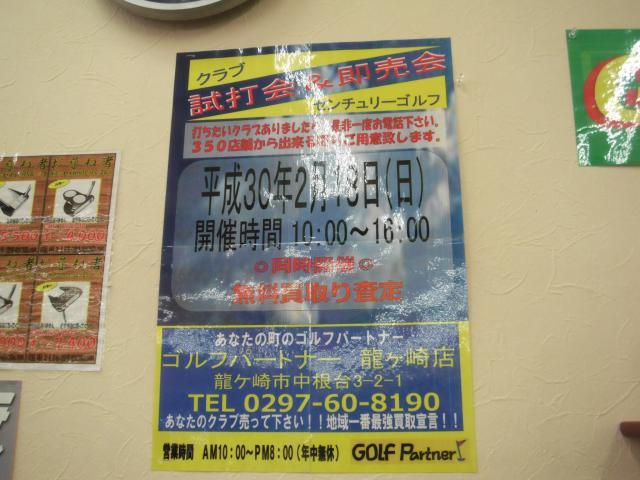 クラブ
試打会&即売会
センチュリーゴルフ
打ちたいクラブありましたら是非一度お電話下さい。
350店舗から出来る限りご用意致します。
平成30年2月18日(日)
開催時間 10:00~16:00
◎同時開催◎
無料買取り査定
あなたの町のゴルフパートナー
ゴルフパートナー 龍ヶ崎店
龍ケ崎市中根台3-2-1
TEL 0297-60-8190
あなたのクラブ売って下さい!!地域一番最強買取宣言!!
営業時間 AM10:00~PM8:00(年中無休) GOLF Partner